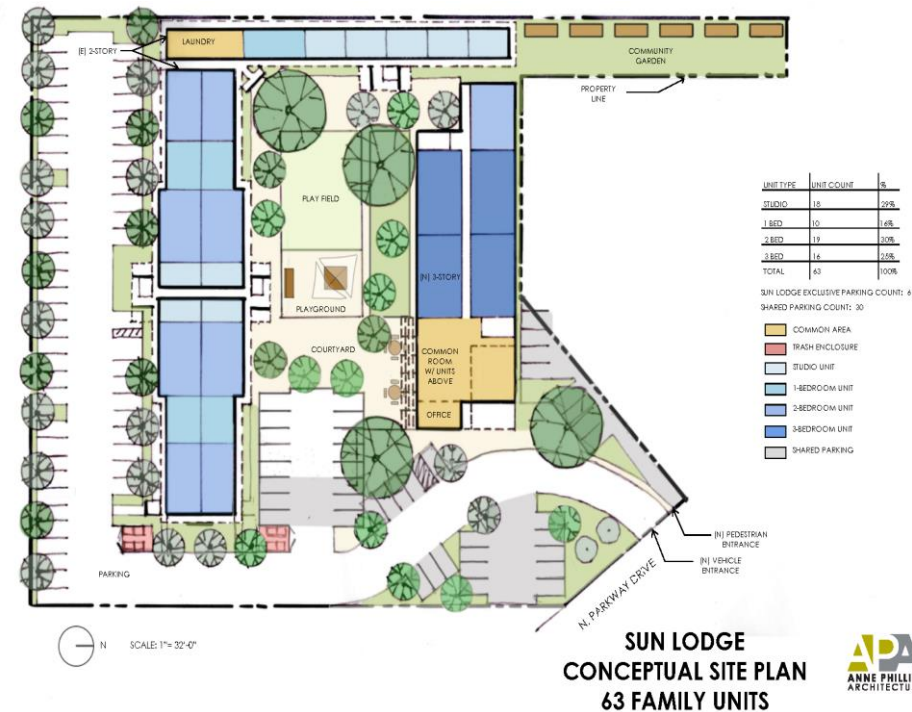 LAUNDRY
(E) 2-STORY
COMMUNITY
GARDEN
PROPERTY
LINE
PLAY FIELD
(N) 3-STORY
PLAYGROUND
COURTYARD
COMMON
ROOM
W/ UNITS
ABOVE
OFFICE
UNIT TYPE UNIT COUNT %
STUDIO 18 29%
1 BED 10 16%
2 BED 19 30%
3 BED 16 25%
TOTAL 63 100%
SUN LODGE EXCLUSIVE PARKING COUNT: 6
SHARED PARKING COUNT: 30
COMMON AREA
TRASH ENCLOSURE
STUDIO UNIT
1-BEDROOM UNIT
2-BEDROOM UNIT
3-BEDROOM UNIT
SHARED PARKING
(N) PEDESTRIAN
ENTRANCE
(N) VEHICLE
ENTRANCE
N. PARKWAY DRIVE
PARKING
N SCALE: 1"= 32'-0"
SUN LODGE
CONCEPTUAL SITE PLAN
63 FAMILY UNITS
APA
ANNE PHILLI
ARCHITECTU